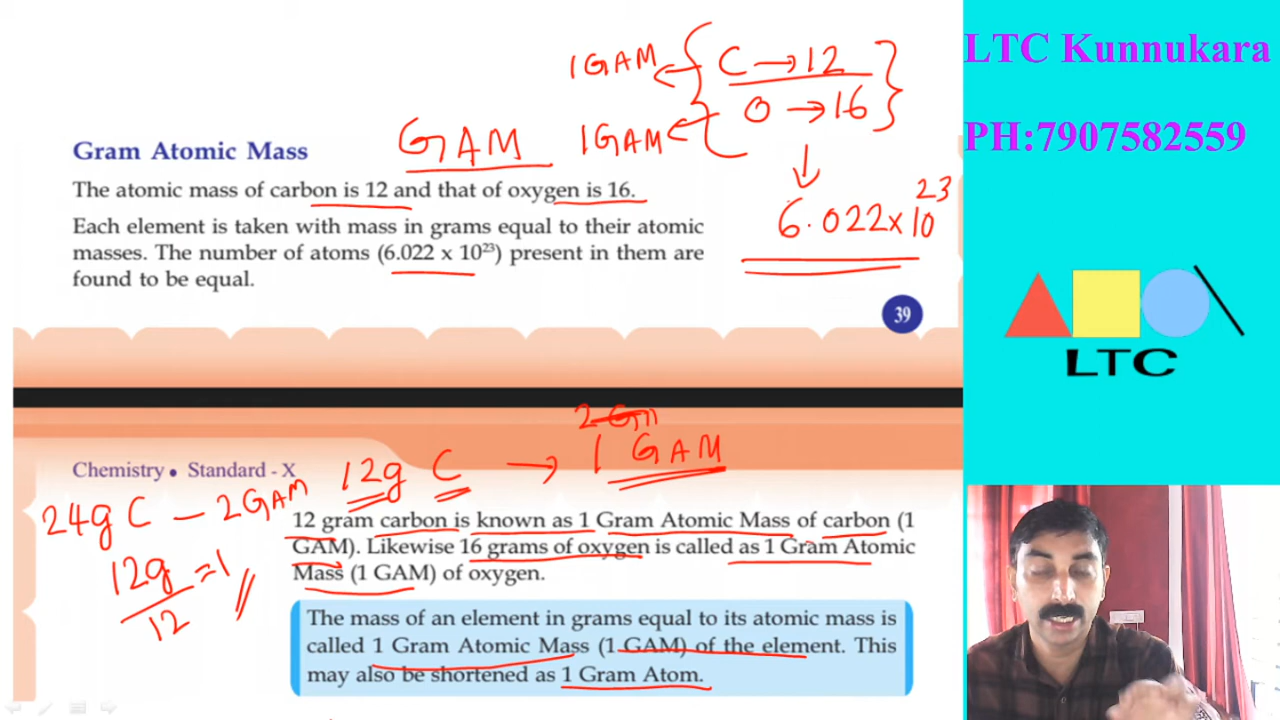 LTC Kunnukara
PH:7907582559
1GAM
C → 12
O → 16
1GAM
GAM
6.022x10²³
Gram Atomic Mass
The atomic mass of carbon is 12 and that of oxygen is 16.
Each element is taken with mass in grams equal to their atomic
masses. The number of atoms (6.022 x 10²³) present in them are
found to be equal.
39
LTC
Chemistry • Standard - X
12g C → 1 GAM
24g C – 2GAM
12g/12 =1
12 gram carbon is known as 1 Gram Atomic Mass of carbon (1
GAM). Likewise 16 grams of oxygen is called as 1 Gram Atomic
Mass (1 GAM) of oxygen.
The mass of an element in grams equal to its atomic mass is
called 1 Gram Atomic Mass (1 GAM) of the element. This
may also be shortened as 1 Gram Atom.